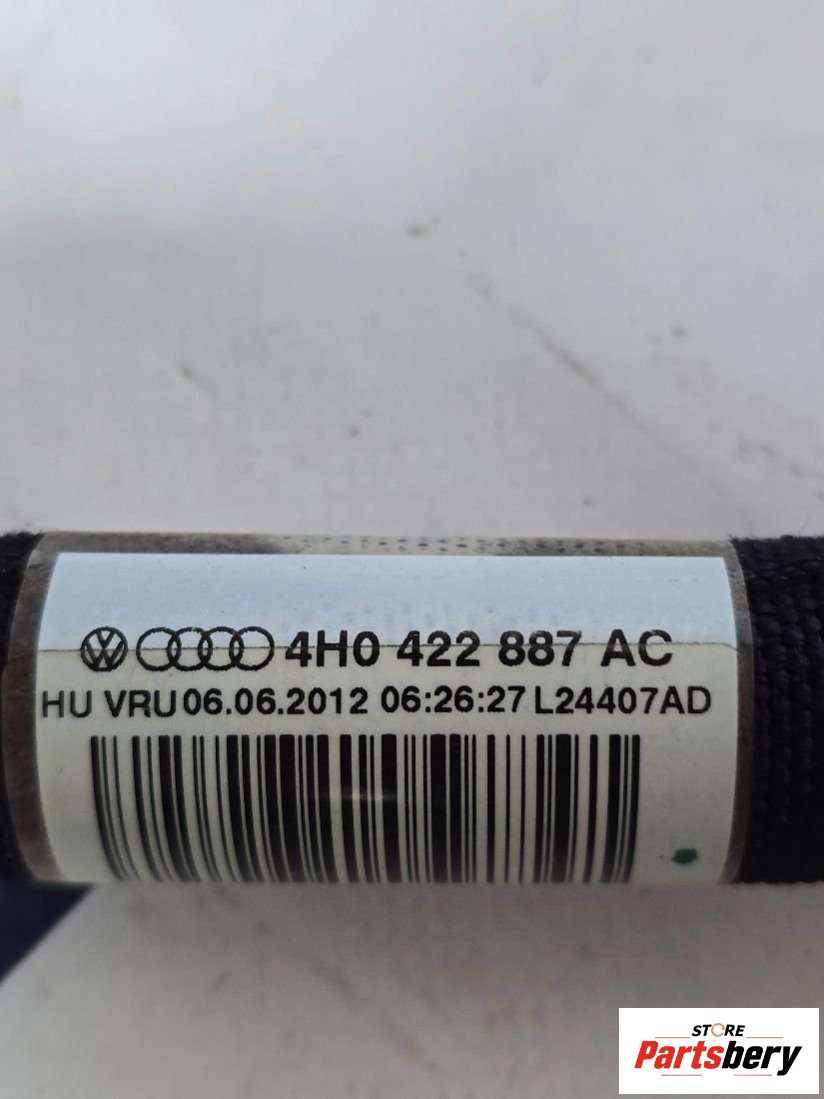 4H0 422 887 AC
HU VRU 06.06.2012 06:26:27 L24407AD
STORE
Partsbery